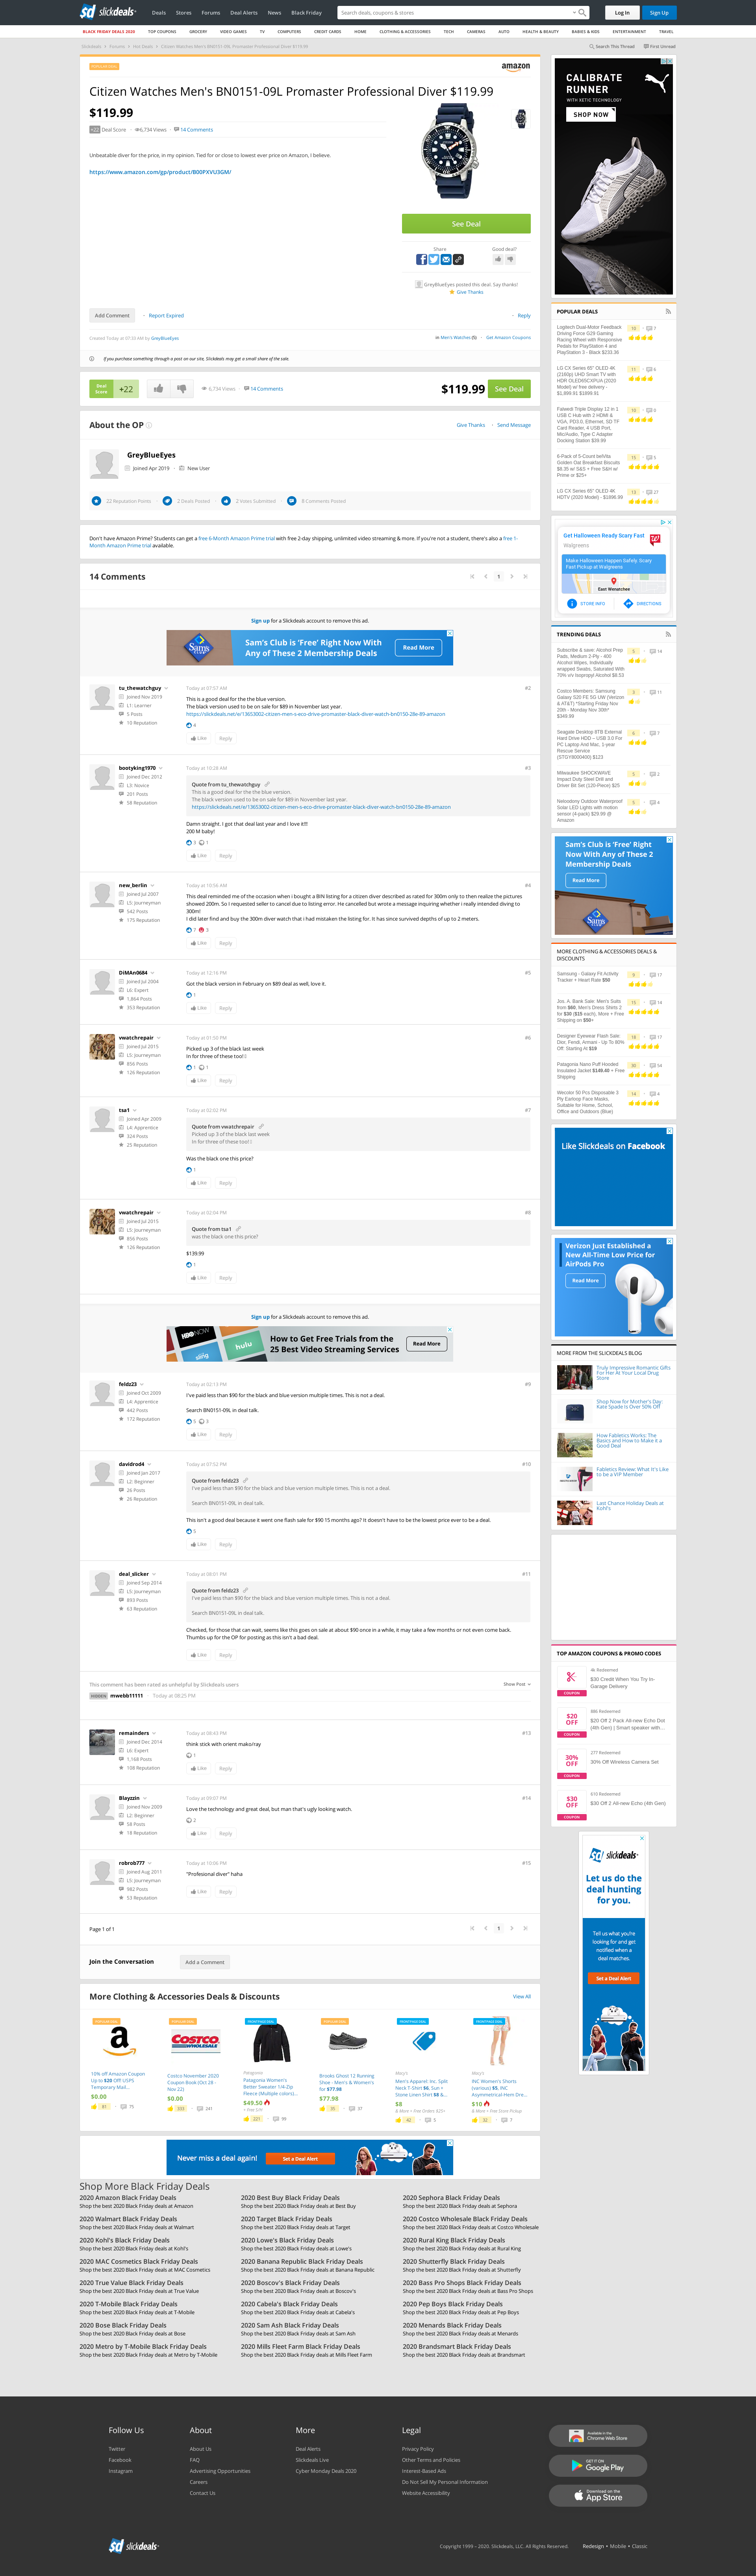 slickdeals
Deals
Stores
Forums
Deal Alerts
News
Black Friday
Search deals, coupons & stores
Log In
Sign Up
BLACK FRIDAY DEALS 2020
TOP COUPONS
GROCERY
VIDEO GAMES
TV
COMPUTERS
CREDIT CARDS
HOME
CLOTHING & ACCESSORIES
TECH
CAMERAS
AUTO
HEALTH & BEAUTY
BABIES & KIDS
ENTERTAINMENT
TRAVEL
Slickdeals
Forums
Hot Deals
Citizen Watches Men's BN0151-09L Promaster Professional Diver $119.99
Search This Thread
First Unread
amazon.com
Citizen Watches Men's BN0151-09L Promaster Professional Diver $119.99
$119.99
+22 Deal Score
6,734 Views
14 Comments
Unbeatable diver for the price, in my opinion. Tied for or close to lowest ever price on Amazon, I believe.
https://www.amazon.com/gp/product/B00PXVU3GM/
See Deal
Share
Good deal?
GreyBlueEyes posted this deal. Say thanks!
Give Thanks
Add Comment
Report Expired
Reply
Created Today at 07:53 AM by GreyBlueEyes
in Men's Watches (5)
Get Amazon Coupons
If you purchase something through a post on our site, Slickdeals may get a small share of the sale.
Deal Score
+22
6,734 Views
14 Comments
$119.99
See Deal
About the OP
Give Thanks
Send Message
GreyBlueEyes
Joined Apr 2019
New User
22 Reputation Points
2 Deals Posted
2 Votes Submitted
8 Comments Posted
Don't have Amazon Prime? Students can get a free 6-Month Amazon Prime trial with free 2-day shipping, unlimited video streaming & more. If you're not a student, there's also a free 1-
Month Amazon Prime trial available.
14 Comments
1
Sign up for a Slickdeals account to remove this ad.
Sam's Club
Sam's Club is 'Free' Right Now With
Any of These 2 Membership Deals
Read More
tu_thewatchguy
Joined Nov 2019
L1: Learner
5 Posts
10 Reputation
Today at 07:57 AM
#2
This is a good deal for the the blue version.
The black version used to be on sale for $89 in November last year.
https://slickdeals.net/e/13653002-citizen-men-s-eco-drive-promaster-black-diver-watch-bn0150-28e-89-amazon
4
Like
Reply
bootyking1970
Joined Dec 2012
L3: Novice
201 Posts
58 Reputation
Today at 10:28 AM
#3
Quote from tu_thewatchguy
This is a good deal for the the blue version.
The black version used to be on sale for $89 in November last year.
https://slickdeals.net/e/13653002-citizen-men-s-eco-drive-promaster-black-diver-watch-bn0150-28e-89-amazon
Damn straight. I got that deal last year and I love it!!!
200 M baby!
3
1
Like
Reply
new_berlin
Joined Jul 2007
L5: Journeyman
542 Posts
175 Reputation
Today at 10:56 AM
#4
This deal reminded me of the occasion when i bought a BIN listing for a citizen diver advertised as rated for 300m only to then realize the pictures
showed 200m. So I requested seller to cancel due to listing error. He cancelled but wrote a message inquiring whether i really intended diving to
300m!
I did later find and buy the 300m diver watch that i had mistaken the listing for. It has since survived depths of up to 2 meters.
7
3
Like
Reply
DiMAn0684
Joined Jul 2004
L6: Expert
1,864 Posts
353 Reputation
Today at 12:16 PM
#5
Got the black version in February on $89 deal as well, love it.
1
Like
Reply
vwatchrepair
Joined Jul 2015
L5: Journeyman
856 Posts
126 Reputation
Today at 01:38 PM
#6
Picked up 3 of the black last week
In for three of these too! :)
1
1
Like
Reply
tsa1
Joined Apr 2009
L4: Apprentice
324 Posts
25 Reputation
Today at 02:02 PM
#7
Quote from vwatchrepair
Picked up 3 of the black last week
In for three of these too! :)
Was the black one this price?
1
Like
Reply
vwatchrepair
Joined Jul 2015
L5: Journeyman
856 Posts
126 Reputation
Today at 02:04 PM
#8
Quote from tsa1
was the black one this price?
$139.99
1
Like
Reply
Sign up for a Slickdeals account to remove this ad.
sling
hulu
How to Get Free Trials from the
25 Best Video Streaming Services
Read More
feldz23
Joined Oct 2009
L4: Apprentice
442 Posts
172 Reputation
Today at 02:13 PM
#9
I've paid less than $90 for the black and blue version multiple times. This is not a deal.
Search BN0151-09L in deal talk.
5
3
Like
Reply
davidrod4
Joined Jan 2017
L2: Beginner
26 Posts
26 Reputation
Today at 07:52 PM
#10
Quote from feldz23
I've paid less than $90 for the black and blue version multiple times. This is not a deal.
Search BN0151-09L in deal talk.
This isn't a good deal because it went one flash sale for $90 15 months ago? It doesn't have to be the lowest price ever to be a deal.
5
Like
Reply
deal_slicker
Joined Sep 2014
L5: Journeyman
893 Posts
63 Reputation
Today at 08:01 PM
#11
Quote from feldz23
I've paid less than $90 for the black and blue version multiple times. This is not a deal.
Search BN0151-09L in deal talk.
Checked, for those that can wait, seems like this goes on sale at about $90 once in a while, it may take a few months or not even come back.
Thumbs up for the OP for posting as this isn't a bad deal.
Like
Reply
This comment has been rated as unhelpful by Slickdeals users
Show Post
HIDDEN
mwebb11111
Today at 08:25 PM
remainders
Joined Dec 2014
L6: Expert
1,168 Posts
108 Reputation
Today at 08:43 PM
#13
think stick with orient mako/ray
1
Like
Reply
Blayzzin
Joined Nov 2009
L2: Beginner
58 Posts
18 Reputation
Today at 09:07 PM
#14
Love the technology and great deal, but man that's ugly looking watch.
2
Like
Reply
robrob777
Joined Aug 2011
L5: Journeyman
982 Posts
53 Reputation
Today at 10:06 PM
#15
"Profesional diver" haha
Like
Reply
Page 1 of 1
1
Join the Conversation
Add a Comment
More Clothing & Accessories Deals & Discounts
View All
10% off Amazon Coupon
Up to $20 Off! USPS
Temporary Mail...
$0.00
COSTCO WHOLESALE
Costco November 2020
Coupon Book (Oct 28 -
Nov 22)
$0.00
Patagonia
Patagonia Women's
Better Sweater 1/4-Zip
Fleece (Multiple colors)...
$49.50
Brooks Ghost 12 Running
Shoe - Men's & Women's
for $77.98
$77.98
Macy's
Men's Apparel: Inc. Split
Neck T-Shirt $6, Sun +
Stone Linen Shirt $8 &...
$8
Macy's
INC Women's Shorts
(various) $5, INC
Asymmetrical-Hem Dre...
$10
Never miss a deal again!
Set a Deal Alert
slickdeals
Shop More Black Friday Deals
2020 Amazon Black Friday Deals
Shop the best 2020 Black Friday deals at Amazon
2020 Best Buy Black Friday Deals
Shop the best 2020 Black Friday deals at Best Buy
2020 Sephora Black Friday Deals
Shop the best 2020 Black Friday deals at Sephora
2020 Walmart Black Friday Deals
Shop the best 2020 Black Friday deals at Walmart
2020 Target Black Friday Deals
Shop the best 2020 Black Friday deals at Target
2020 Costco Wholesale Black Friday Deals
Shop the best 2020 Black Friday deals at Costco Wholesale
2020 Kohl's Black Friday Deals
Shop the best 2020 Black Friday deals at Kohl's
2020 Lowe's Black Friday Deals
Shop the best 2020 Black Friday deals at Lowe's
2020 Rural King Black Friday Deals
Shop the best 2020 Black Friday deals at Rural King
2020 MAC Cosmetics Black Friday Deals
Shop the best 2020 Black Friday deals at MAC Cosmetics
2020 Banana Republic Black Friday Deals
Shop the best 2020 Black Friday deals at Banana Republic
2020 Shutterfly Black Friday Deals
Shop the best 2020 Black Friday deals at Shutterfly
2020 True Value Black Friday Deals
Shop the best 2020 Black Friday deals at True Value
2020 Boscov's Black Friday Deals
Shop the best 2020 Black Friday deals at Boscov's
2020 Bass Pro Shops Black Friday Deals
Shop the best 2020 Black Friday deals at Bass Pro Shops
2020 T-Mobile Black Friday Deals
Shop the best 2020 Black Friday deals at T-Mobile
2020 Cabela's Black Friday Deals
Shop the best 2020 Black Friday deals at Cabela's
2020 Pep Boys Black Friday Deals
Shop the best 2020 Black Friday deals at Pep Boys
2020 Bose Black Friday Deals
Shop the best 2020 Black Friday deals at Bose
2020 Sam Ash Black Friday Deals
Shop the best 2020 Black Friday deals at Sam Ash
2020 Menards Black Friday Deals
Shop the best 2020 Black Friday deals at Menards
2020 Metro by T-Mobile Black Friday Deals
Shop the best 2020 Black Friday deals at Metro by T-Mobile
2020 Mills Fleet Farm Black Friday Deals
Shop the best 2020 Black Friday deals at Mills Fleet Farm
2020 Brandsmart Black Friday Deals
Shop the best 2020 Black Friday deals at Brandsmart
CALIBRATE
RUNNER
WITH KETIC TECHNOLOGY
SHOP NOW
POPULAR DEALS
Logitech Dual-Motor Feedback
Driving Force G29 Gaming
Racing Wheel with Responsive
Pedals for PlayStation 4 and
PlayStation 3 - Black $233.36
LG CX Series 65" OLED 4K
(2160p) UHD Smart TV with
HDR OLED65CXPUA (2020
Model) w/ free delivery -
$1,899.91 $1899.91
Falwedi Triple Display 12 in 1
USB C Hub with 2 HDMI &
VGA, PD3.0, Ethernet, SD TF
Card Reader, 4 USB Port,
Mic/Audio, Type C Adapter
Docking Station $39.99
6-Pack of 5-Count belVita
Golden Oat Breakfast Biscuits
$6.35 w/ S&S + Free S&H w/
Prime or $25+
LG CX Series 65" OLED 4K
HDTV (2020 Model) - $1896.99
Get Halloween Ready Scary Fast
Walgreens
Make Halloween Happen Safely, Scary
Fast Pickup at Walgreens
East Wenatchee
STORE INFO
DIRECTIONS
TRENDING DEALS
Subscribe & save: Alcohol Prep
Pads, Medium 2-Ply - 400
Alcohol Wipes, Individually
wrapped Swabs, Saturated With
70% v/v Isopropyl Alcohol $8.53
Costco Members: Samsung
Galaxy S20 FE 5G UW (Verizon
& AT&T) *Starting Friday Nov
20th - Monday Nov 30th*
$349.99
Seagate Desktop 8TB External
Hard Drive HDD – USB 3.0 For
PC Laptop And Mac, 1-year
Rescue Service
(STGY8000400) $123
Milwaukee SHOCKWAVE
Impact Duty Steel Drill and
Driver Bit Set (120-Piece) $25
Neloodony Outdoor Waterproof
Solar LED Lights with motion
sensor (4-pack) $29.99 @
Amazon
Sam's Club is 'Free' Right
Now With Any of These 2
Membership Deals
Read More
Sam's Club
MORE CLOTHING & ACCESSORIES DEALS &
DISCOUNTS
Samsung - Galaxy Fit Activity
Tracker + Heart Rate $50
Jos. A. Bank Sale: Men's Suits
from $60, Men's Dress Shirts 2
for $30 ($15 each), More + Free
Shipping on $50+
Designer Eyewear Flash Sale:
Dior, Fendi, Armani - Up To 80%
Off: Starting At $19
Patagonia Nano Puff Hooded
Insulated Jacket $149.40 + Free
Shipping
Wecolor 50 Pcs Disposable 3
Ply Earloop Face Masks,
Suitable for Home, School,
Office and Outdoors (Blue)
Like Slickdeals on Facebook
Verizon Just Established a
New All-Time Low Price for
AirPods Pro
Read More
MORE FROM THE SLICKDEALS BLOG
Truly Impressive Romantic Gifts
For Her At Your Local Drug
Store
Shop Now for Mother's Day:
Kate Spade Is Over 50% Off
How Fabletics Works: The
Basics and How to Make it a
Good Deal
Fabletics Review: What It's Like
to be a VIP Member
Last Chance Holiday Deals at
Kohl's
TOP AMAZON COUPONS & PROMO CODES
4k Redeemed
$30 Credit When You Try In-
Garage Delivery
COUPON
$20 OFF
886 Redeemed
$20 Off 2 Pack All-new Echo Dot
(4th Gen) | Smart speaker with...
COUPON
30% OFF
277 Redeemed
30% Off Wireless Camera Set
COUPON
$30 OFF
610 Redeemed
$30 Off 2 All-new Echo (4th Gen)
COUPON
slickdeals
Let us do
the deal
hunting
for you.
Tell us what you're
looking for and get
notified when a
deal matches.
Set a Deal Alert
Follow Us
Twitter
Facebook
Instagram
About
About Us
FAQ
Advertising Opportunities
Careers
Contact Us
More
Deal Alerts
Slickdeals Live
Cyber Monday Deals 2020
Legal
Privacy Policy
Other Terms and Policies
Interest-Based Ads
Do Not Sell My Personal Information
Website Accessibility
Available in the
Chrome Web Store
GET IT ON
Google Play
Download on the
App Store
slickdeals
Copyright 1999 - 2020. Slickdeals, LLC. All Rights Reserved.
Redesign • Mobile • Classic